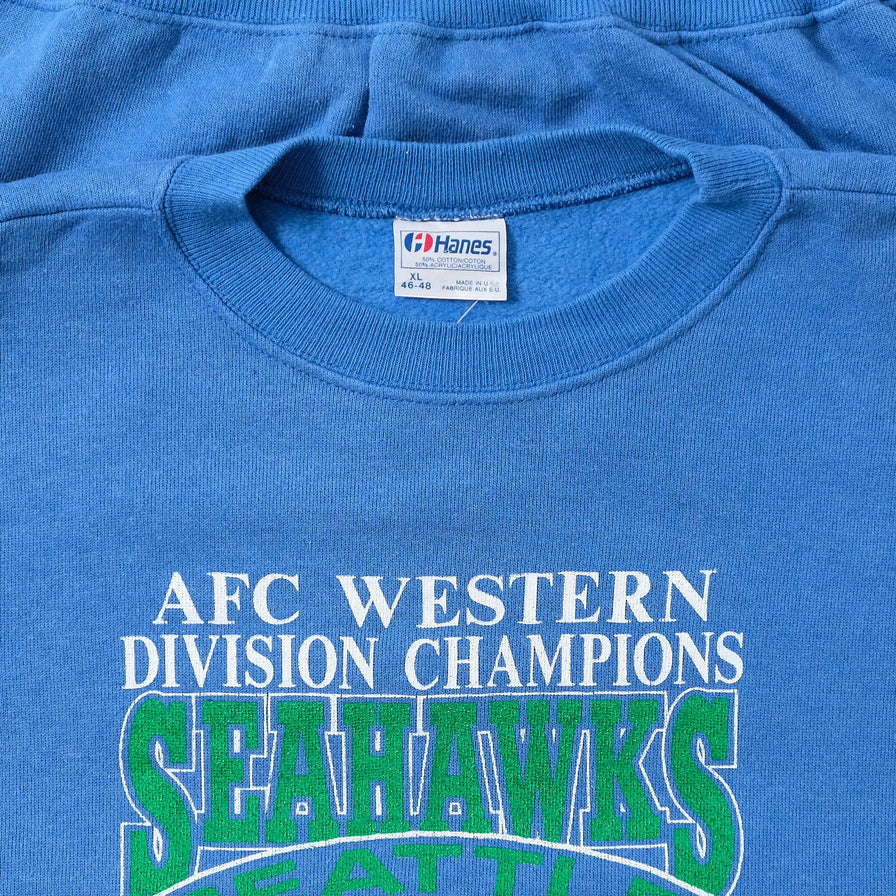 Hanes®
50% COTTON/COTON
50% ACRYLIC/ACRYLIQUE
XL
46-48
MADE IN U.S.A.
FABRIQUE AUX E-U.
AFC WESTERN
DIVISION CHAMPIONS
SEAHAWKS
SEATTLE